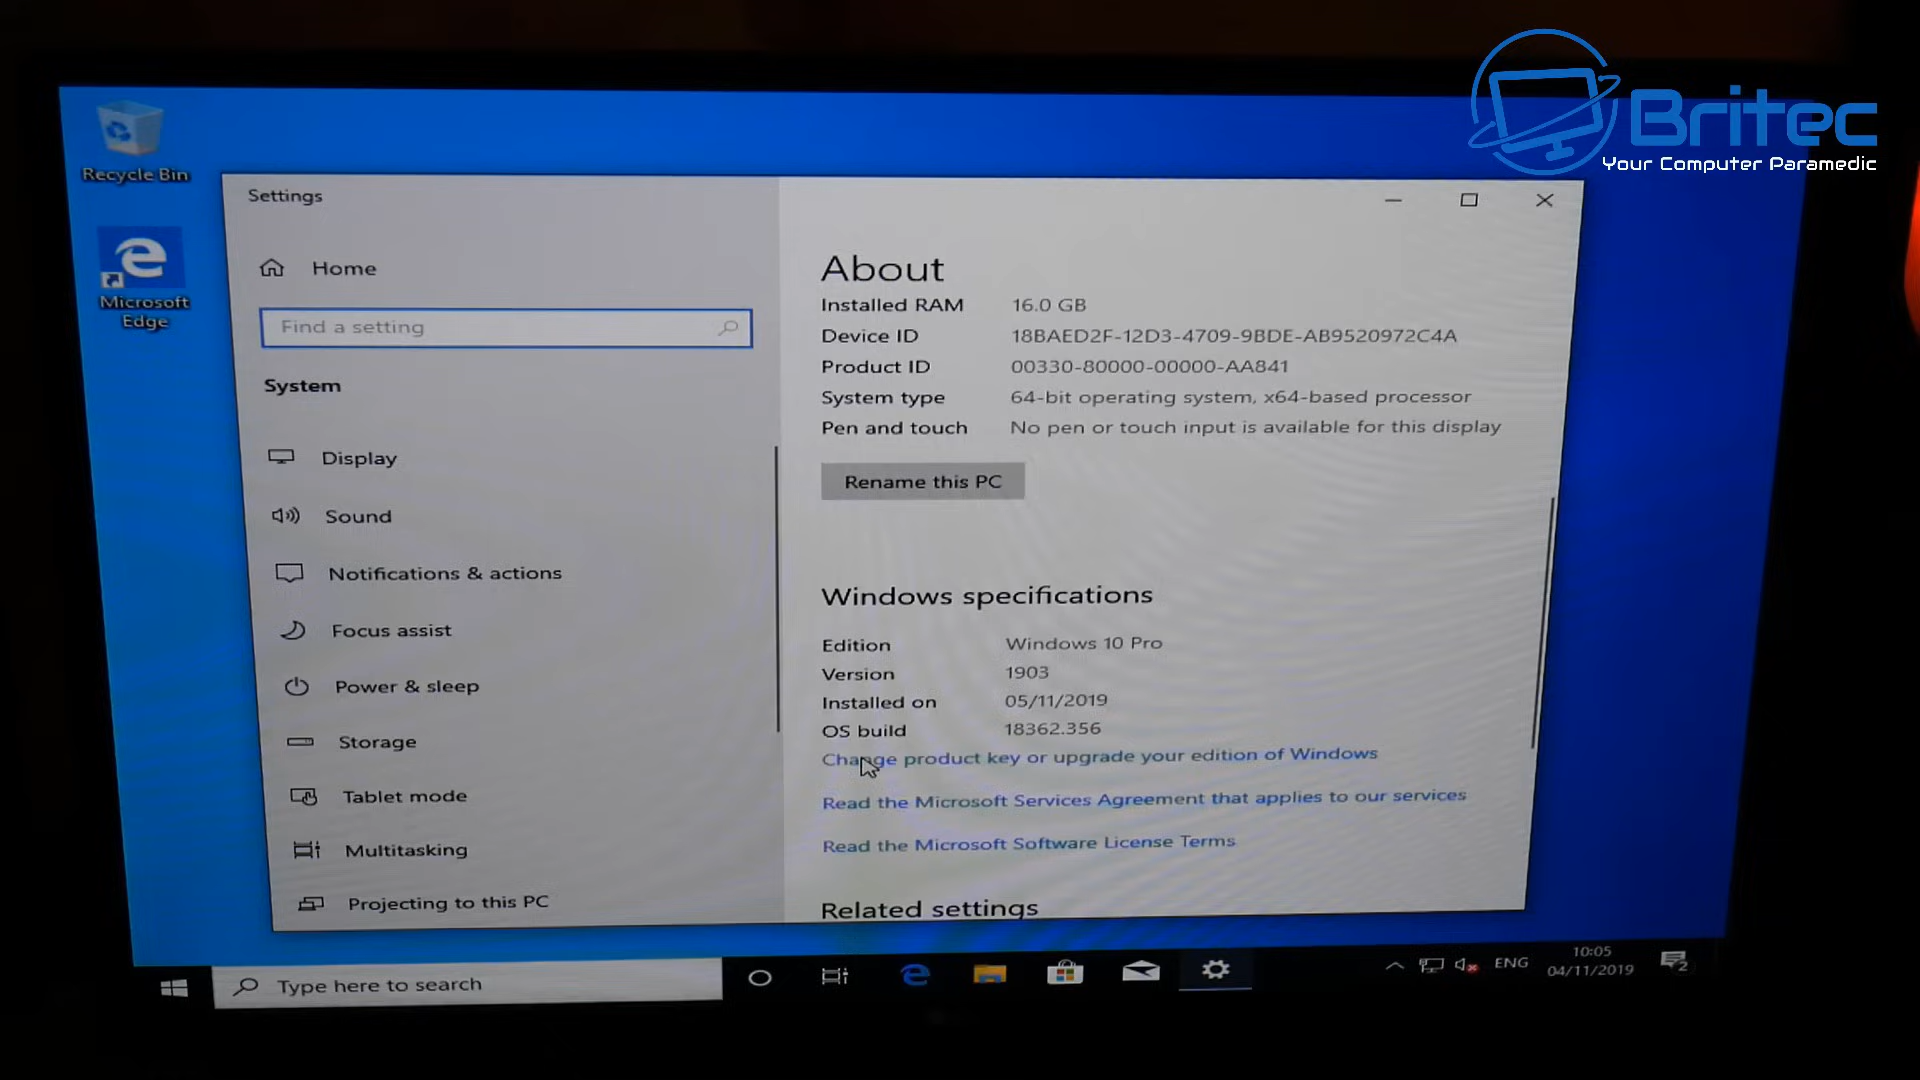 Britec
Your Computer Paramedic
Recycle Bin
Microsoft
Edge
Settings
Home
Find a setting
System
Display
Sound
Notifications & actions
Focus assist
Power & sleep
Storage
Tablet mode
Multitasking
Projecting to this PC
About
Installed RAM 16.0 GB
Device ID 18BAED2F-12D3-4709-9BDE-AB9520972C4A
Product ID 00330-80000-00000-AA841
System type 64-bit operating system, x64-based processor
Pen and touch No pen or touch input is available for this display
Rename this PC
Windows specifications
Edition Windows 10 Pro
Version 1903
Installed on 05/11/2019
OS build 18362.356
Change product key or upgrade your edition of Windows
Read the Microsoft Services Agreement that applies to our services
Read the Microsoft Software License Terms
Related settings
Type here to search
ENG
10:05
04/11/2019
2